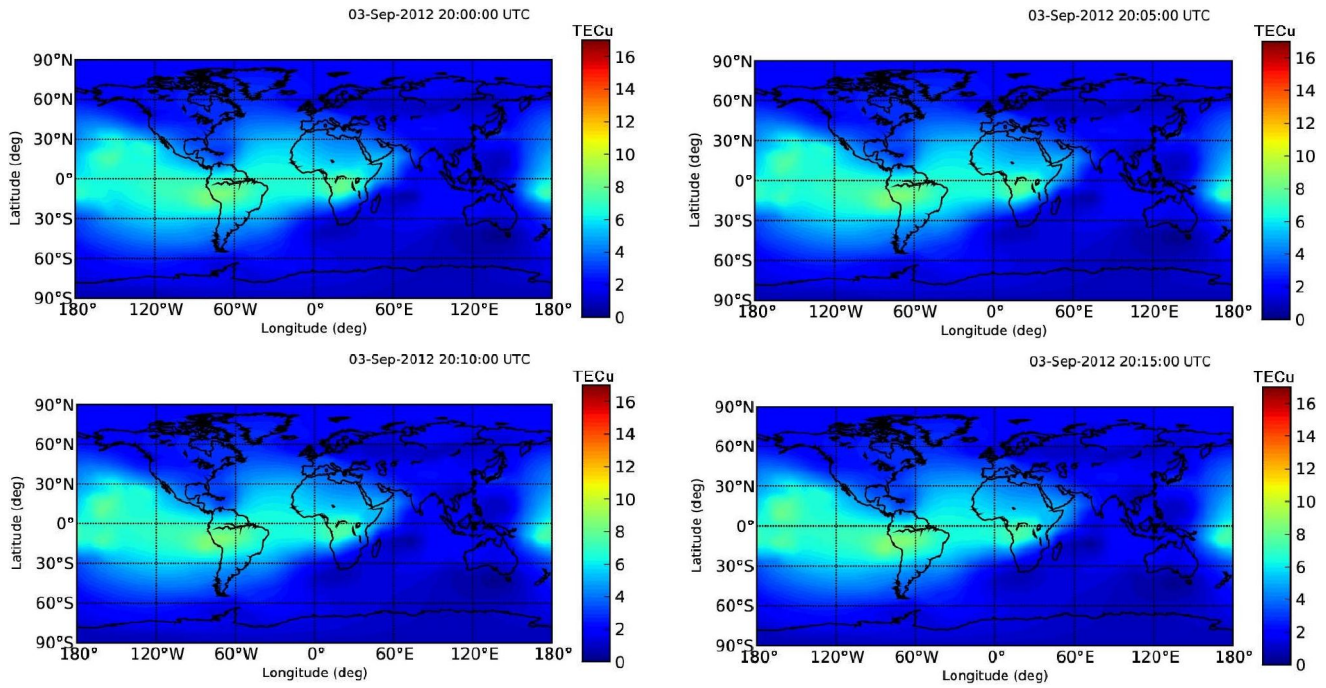 03-Sep-2012 20:00:00 UTC
TECu
90°N
60°N
30°N
0°
30°S
60°S
90°S
Latitude (deg)
180° 120°W 60°W 0° 60°E 120°E 180°
Longitude (deg)
16
14
12
10
8
6
4
2
0
03-Sep-2012 20:05:00 UTC
TECu
90°N
60°N
30°N
0°
30°S
60°S
90°S
Latitude (deg)
180° 120°W 60°W 0° 60°E 120°E 180°
Longitude (deg)
16
14
12
10
8
6
4
2
0
03-Sep-2012 20:10:00 UTC
TECu
90°N
60°N
30°N
0°
30°S
60°S
90°S
Latitude (deg)
180° 120°W 60°W 0° 60°E 120°E 180°
Longitude (deg)
16
14
12
10
8
6
4
2
0
03-Sep-2012 20:15:00 UTC
TECu
90°N
60°N
30°N
0°
30°S
60°S
90°S
Latitude (deg)
180° 120°W 60°W 0° 60°E 120°E 180°
Longitude (deg)
16
14
12
10
8
6
4
2
0